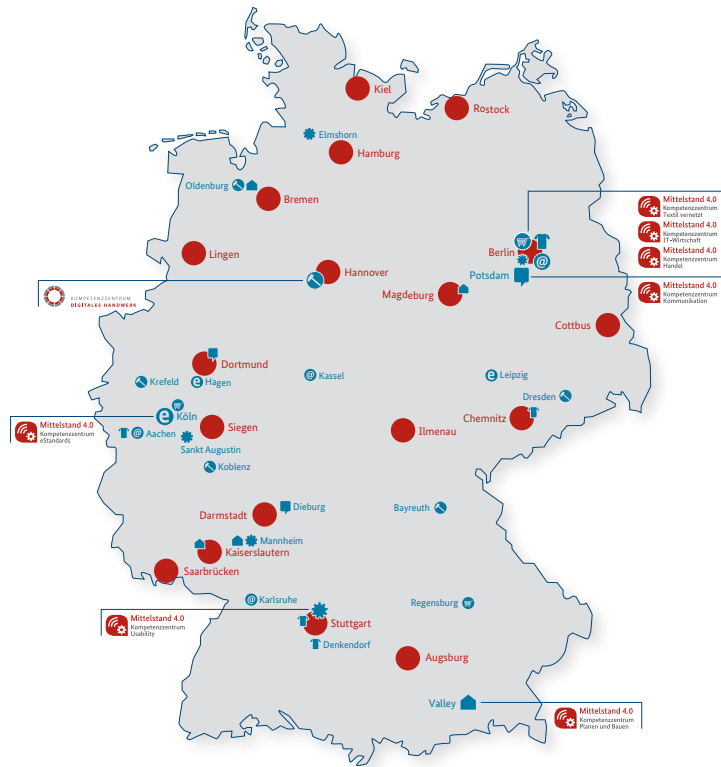 Kiel
Rostock
Elmshorn
Hamburg
Oldenburg
Bremen
Mittelstand 4.0
Kompetenzzentrum
Textil vernetzt
Mittelstand 4.0
Kompetenzzentrum
IT-Wirtschaft
Mittelstand 4.0
Kompetenzzentrum
Handel
Lingen
Berlin
@
Hannover
Potsdam
KOMPETENZZENTRUM
DIGITALES HANDWERK
Magdeburg
Mittelstand 4.0
Kompetenzzentrum
Kommunikation
Cottbus
Dortmund
Krefeld
e Hagen
@ Kassel
e Leipzig
Dresden
e Köln
Chemnitz
Mittelstand 4.0
Kompetenzzentrum
eStandards
@ Aachen
Siegen
Ilmenau
Sankt Augustin
Koblenz
Darmstadt
Dieburg
Bayreuth
Mannheim
Kaiserslautern
Saarbrücken
@ Karlsruhe
Regensburg
Mittelstand 4.0
Kompetenzzentrum
Usability
Stuttgart
Denkendorf
Augsburg
Valley
Mittelstand 4.0
Kompetenzzentrum
Planen und Bauen